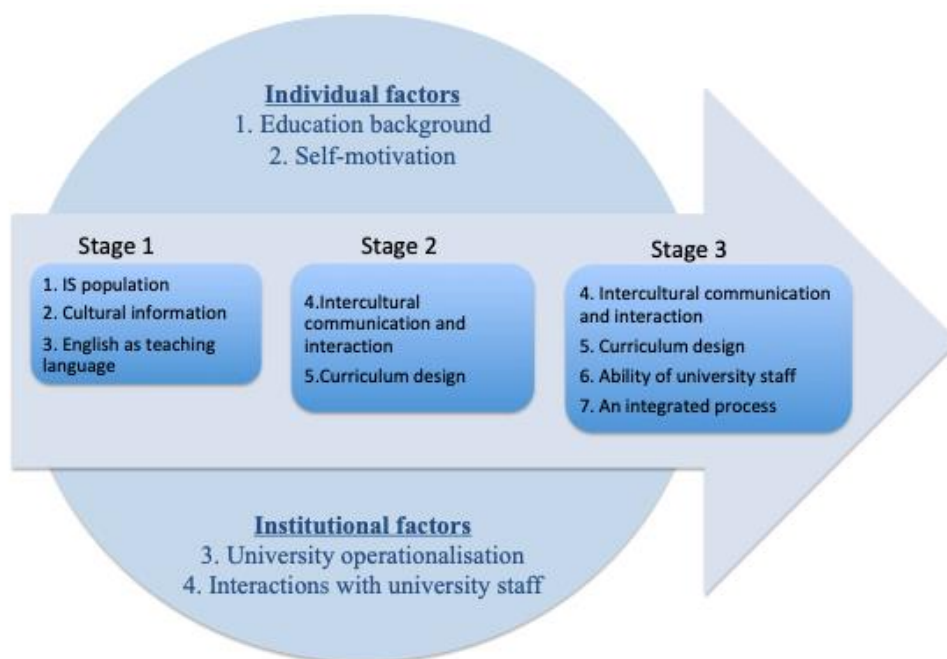 Individual factors
1. Education background
2. Self-motivation
Stage 1
1. IS population
2. Cultural information
3. English as teaching
language
Stage 2
4.Intercultural
communication and
interaction
5.Curriculum design
Stage 3
4. Intercultural communication
and interaction
5. Curriculum design
6. Ability of university staff
7. An integrated process
Institutional factors
3. University operationalisation
4. Interactions with university staff